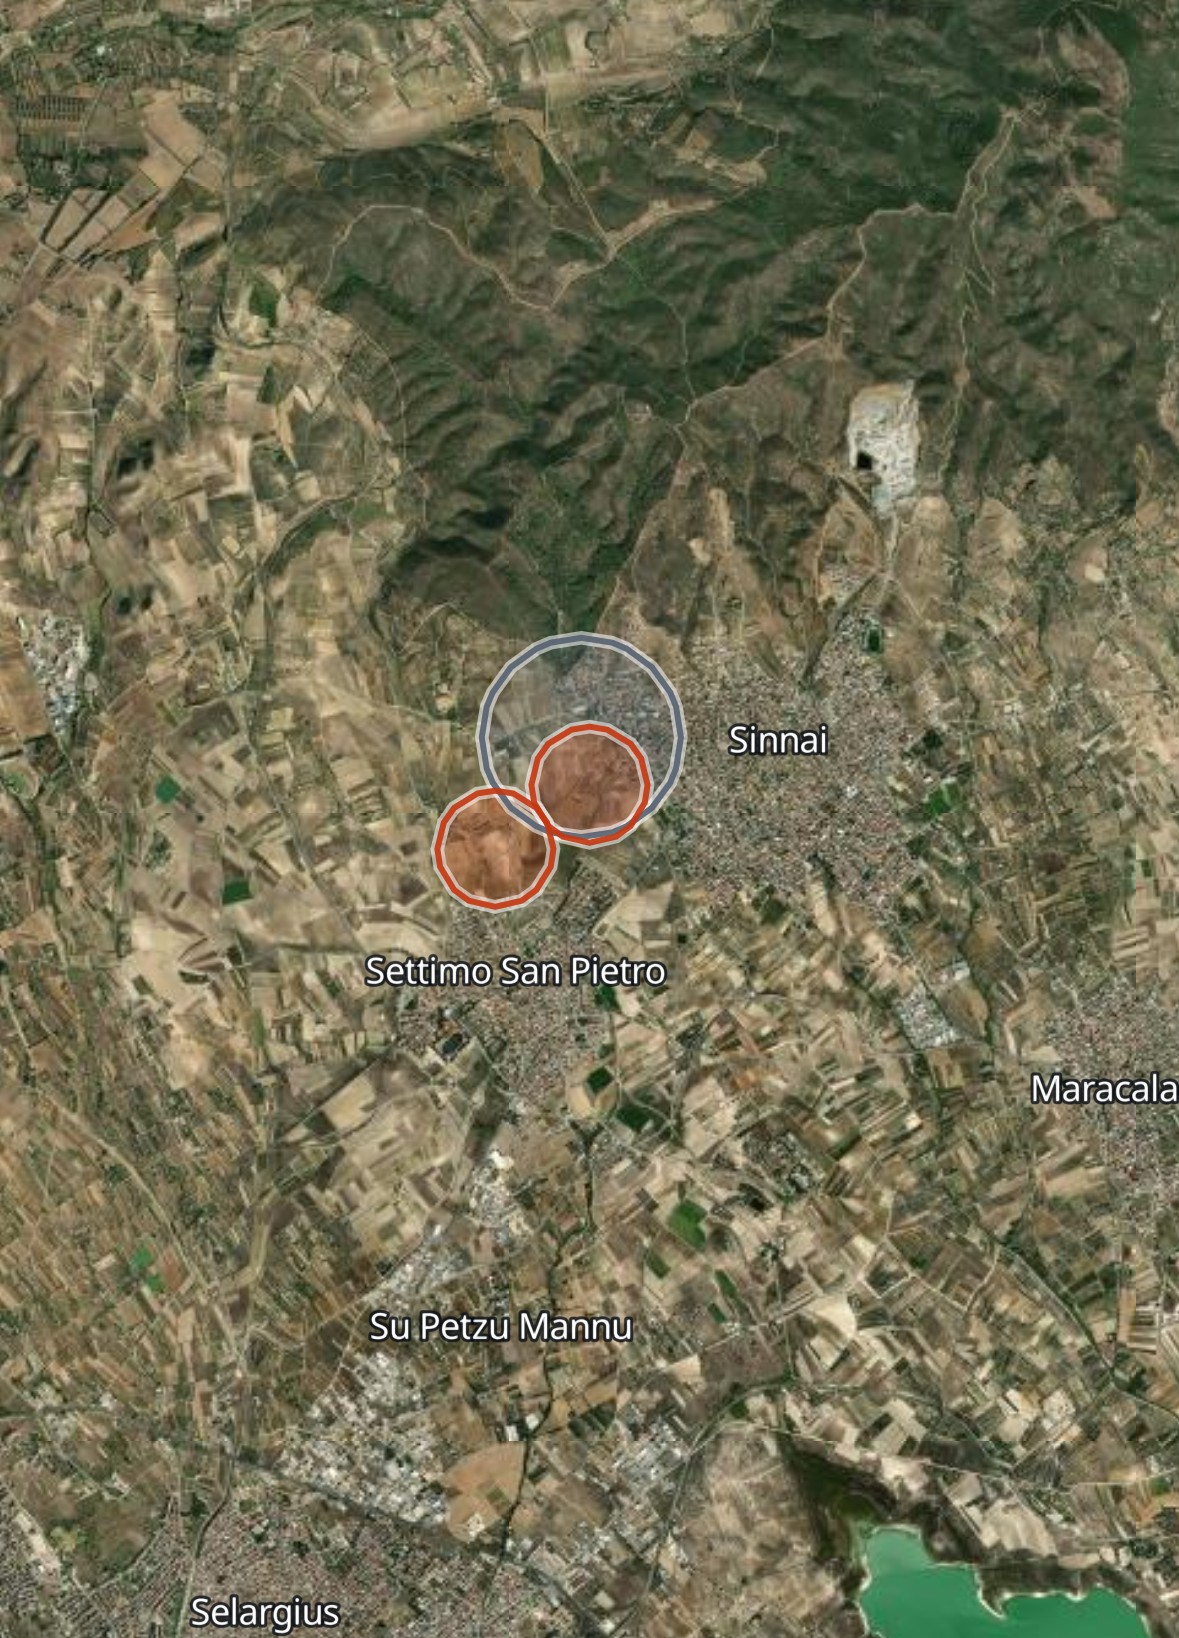 Sinnai
Settimo San Pietro
Maracala
Su Petzu Mannu
Selargius